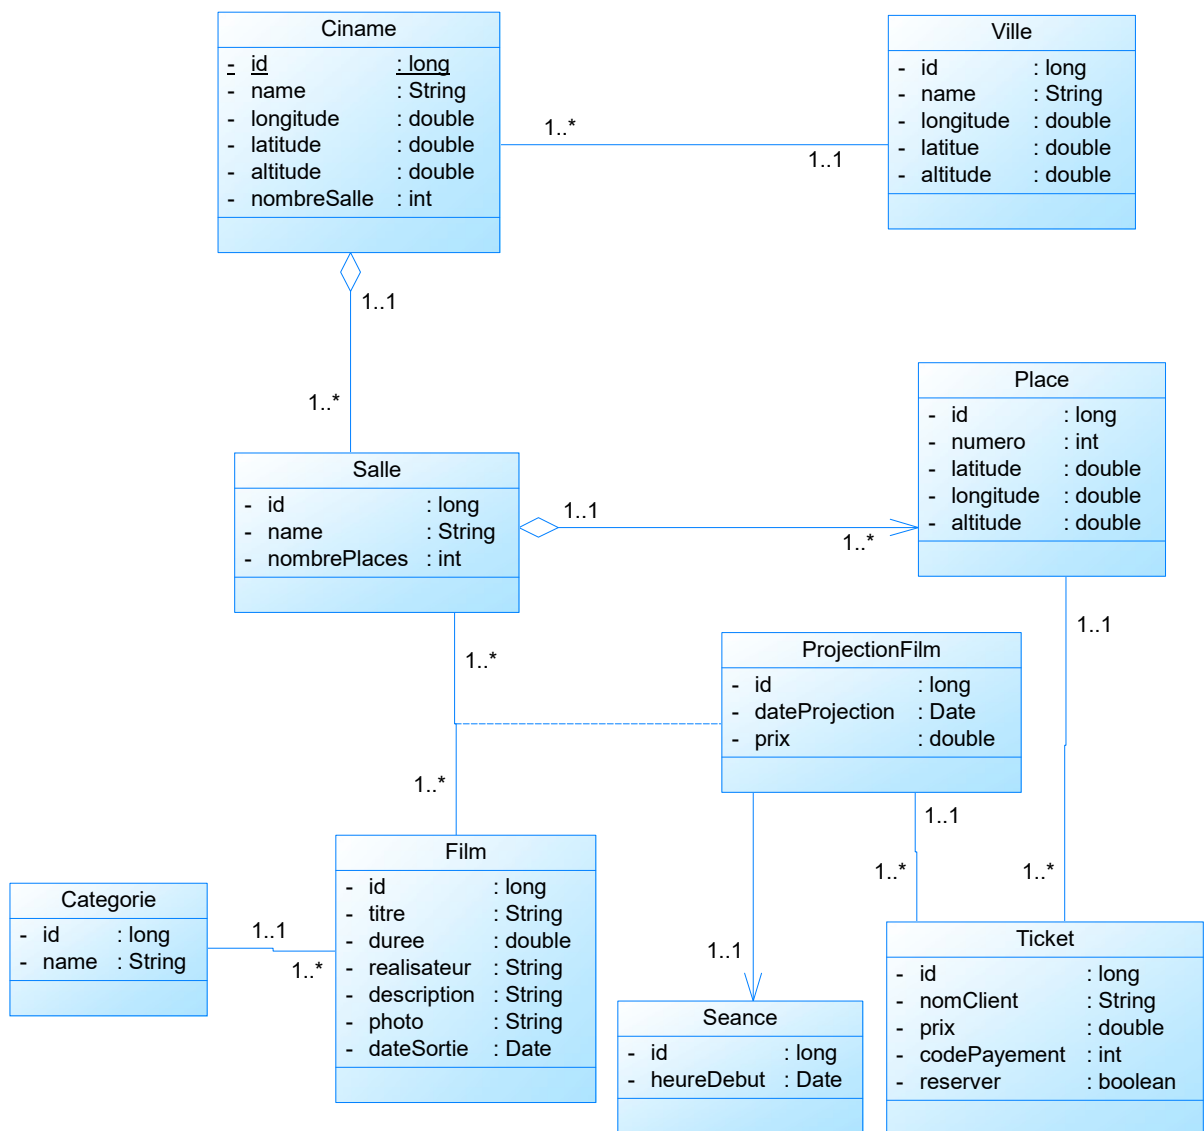 Ciname
- id : long
- name : String
- longitude : double
- latitude : double
- altitude : double
- nombreSalle : int
Ville
- id : long
- name : String
- longitude : double
- latitue : double
- altitude : double
1..*
1..1
1..1
1..*
Place
- id : long
- numero : int
- latitude : double
- longitude : double
- altitude : double
Salle
- id : long
- name : String
- nombrePlaces : int
1..1
1..*
1..*
1..1
ProjectionFilm
- id : long
- dateProjection : Date
- prix : double
1..*
1..1
1..*
1..*
Film
- id : long
- titre : String
- duree : double
- realisateur : String
- description : String
- photo : String
- dateSortie : Date
Categorie
- id : long
- name : String
1..1
1..*
1..1
Seance
- id : long
- heureDebut : Date
Ticket
- id : long
- nomClient : String
- prix : double
- codePayement : int
- reserver : boolean